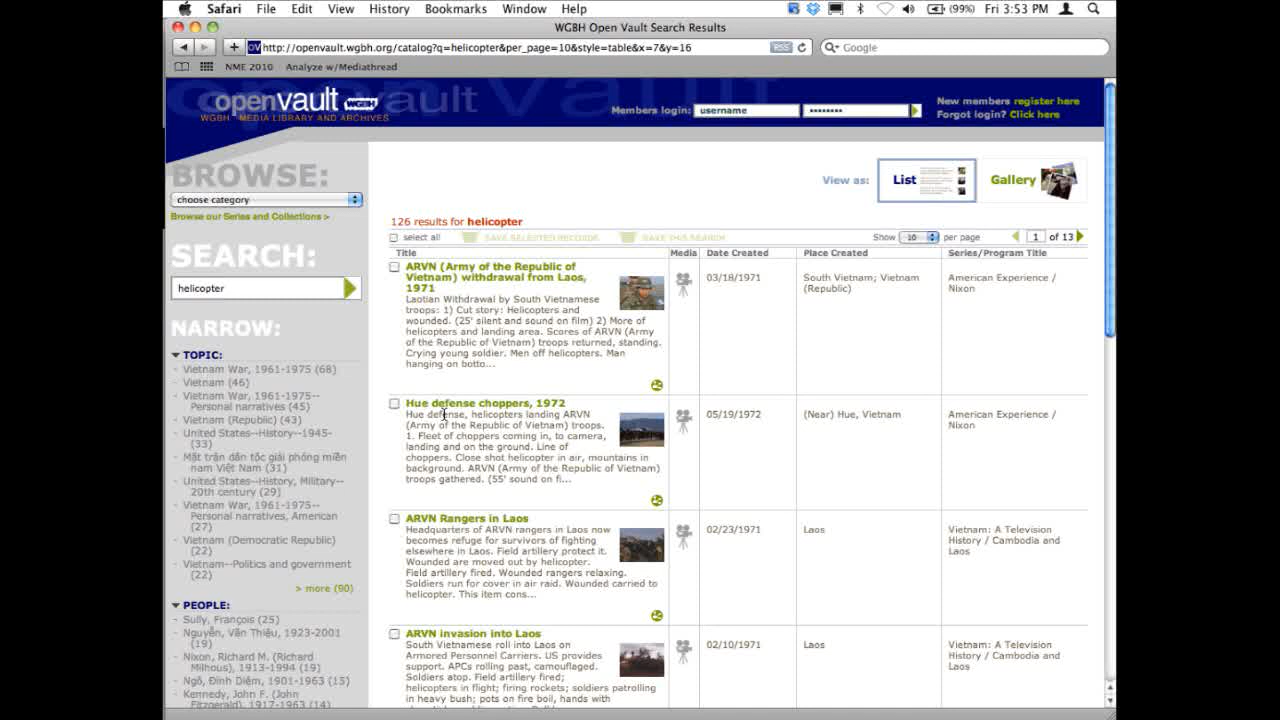 Safari File Edit View History Bookmarks Window Help (99%) Fri 3:53 PM
WGBH Open Vault Search Results
http://openvault.wgbh.org/catalog?q=helicopter&per_page=10&style=table&x=7&y=16 RSS Google
NME 2010 Analyze w/Mediathread
openvault
WGBH - MEDIA LIBRARY AND ARCHIVES
Members login: username ••••••••
New members register here
Forgot login? Click here
BROWSE:
choose category
Browse our Series and Collections >
SEARCH:
helicopter
NARROW:
TOPIC:
- Vietnam War, 1961-1975 (68)
- Vietnam (46)
- Vietnam War, 1961-1975--
Personal narratives (45)
- Vietnam (Republic) (43)
- United States--History--1945-
(33)
- Mặt trận dân tộc giải phóng miền
nam Việt Nam (31)
- United States--History, Military--
20th century (29)
- Vietnam War, 1961-1975--
Personal narratives, American
(27)
- Vietnam (Democratic Republic)
(22)
- Vietnam--Politics and government
(22)
> more (90)
PEOPLE:
- Sully, François (25)
- Nguyễn, Văn Thiệu, 1923-2001
(19)
- Nixon, Richard M. (Richard
Milhous), 1913-1994 (19)
- Ngô, Đình Diệm, 1901-1963 (15)
- Kennedy, John F. (John
Fitzgerald), 1917-1963 (14)
View as: List Gallery
126 results for helicopter
select all SAVE SELECTED RECORDS SAVE THIS SEARCH Show 10 per page 1 of 13
Title Media Date Created Place Created Series/Program Title
ARVN (Army of the Republic of
Vietnam) withdrawal from Laos,
1971
Laotian Withdrawal by South Vietnamese
troops: 1) Cut story: Helicopters and
wounded. (25' silent and sound on film) 2) More of
helicopters and landing area. Scores of ARVN (Army
of the Republic of Vietnam) troops returned, standing.
Crying young soldier. Men off helicopters. Man
hanging on botto...
03/18/1971
South Vietnam; Vietnam
(Republic)
American Experience /
Nixon
Hue defense choppers, 1972
Hue defense, helicopters landing ARVN
(Army of the Republic of Vietnam) troops.
1. Fleet of choppers coming in, to camera,
landing and on the ground. Line of
choppers. Close shot helicopter in air, mountains in
background. ARVN (Army of the Republic of Vietnam)
troops gathered. (55' sound on fi...
05/19/1972
(Near) Hue, Vietnam
American Experience /
Nixon
ARVN Rangers in Laos
Headquarters of ARVN rangers in Laos now
becomes refuge for survivors of fighting
elsewhere in Laos. Field artillery protect it.
Wounded are moved out by helicopter.
Field artillery fired. Wounded rangers relaxing.
Soldiers run for cover in air raid. Wounded carried to
helicopter. This item cons...
02/23/1971
Laos
Vietnam: A Television
History / Cambodia and
Laos
ARVN invasion into Laos
South Vietnamese roll into Laos on
Armored Personnel Carriers. US provides
support. APCs rolling past, camouflaged.
Soldiers atop. Field artillery fired;
helicopters in flight; firing rockets; soldiers patrolling
in heavy bush; pots on fire boil, hands with
02/10/1971
Laos
Vietnam: A Television
History / Cambodia and
Laos